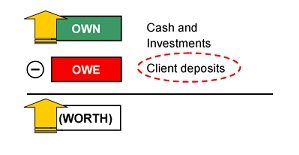 OWN Cash and
Investments
OWE Client deposits
(WORTH)